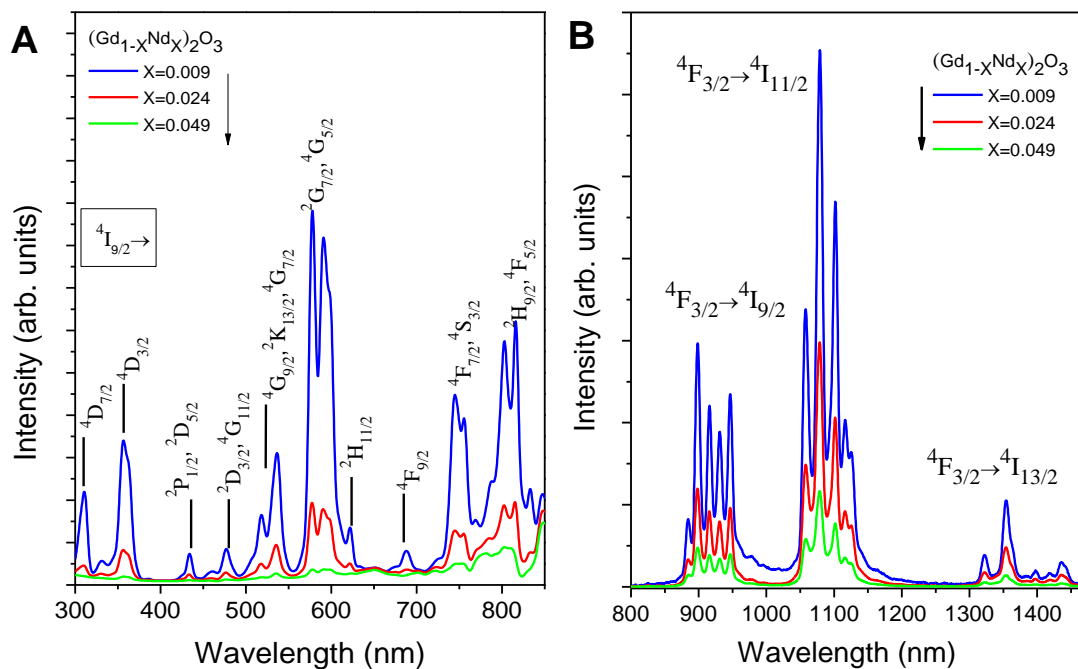 A
(Gd₁₋XNdX)₂O₃
X=0.009
X=0.024
X=0.049
⁴I₉/₂→
⁴D₇/₂
⁴D₃/₂
²P₁/₂, ²D₅/₂
²D₃/₂, ⁴G₁₁/₂
⁴G₉/₂, ²K₁₃/₂, ⁴G₇/₂
²G₇/₂, ⁴G₅/₂
²H₁₁/₂
⁴F₉/₂
⁴F₇/₂, ⁴S₃/₂
²H₉/₂, ⁴F₅/₂
Intensity (arb. units)
300 400 500 600 700 800
Wavelength (nm)
B
(Gd₁₋XNdX)₂O₃
X=0.009
X=0.024
X=0.049
⁴F₃/₂→⁴I₁₁/₂
⁴F₃/₂→⁴I₉/₂
⁴F₃/₂→⁴I₁₃/₂
Intensity (arb. units)
800 900 1000 1100 1200 1300 1400
Wavelength (nm)